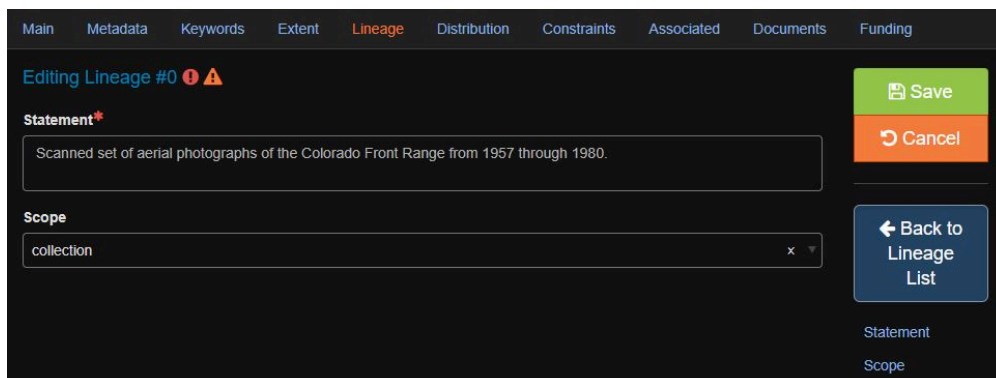 Main Metadata Keywords Extent Lineage Distribution Constraints Associated Documents Funding
Editing Lineage #0
Statement*
Scanned set of aerial photographs of the Colorado Front Range from 1957 through 1980.
Scope
collection x
Save
Cancel
Back to
Lineage
List
Statement
Scope